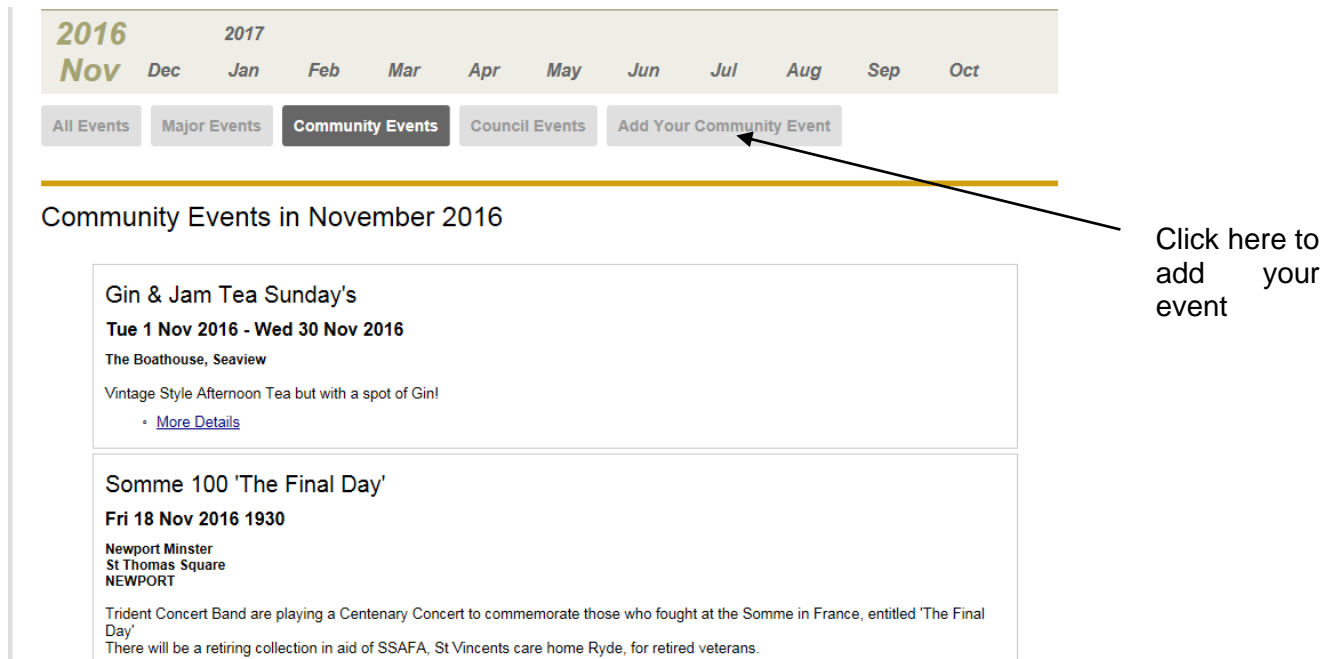 2016 2017
Nov Dec Jan Feb Mar Apr May Jun Jul Aug Sep Oct
All Events Major Events Community Events Council Events Add Your Community Event
Community Events in November 2016
Click here to
add your
event
Gin & Jam Tea Sunday's
Tue 1 Nov 2016 - Wed 30 Nov 2016
The Boathouse, Seaview
Vintage Style Afternoon Tea but with a spot of Gin!
• More Details
Somme 100 'The Final Day'
Fri 18 Nov 2016 1930
Newport Minster
St Thomas Square
NEWPORT
Trident Concert Band are playing a Centenary Concert to commemorate those who fought at the Somme in France, entitled 'The Final
Day'
There will be a retiring collection in aid of SSAFA, St Vincents care home Ryde, for retired veterans.